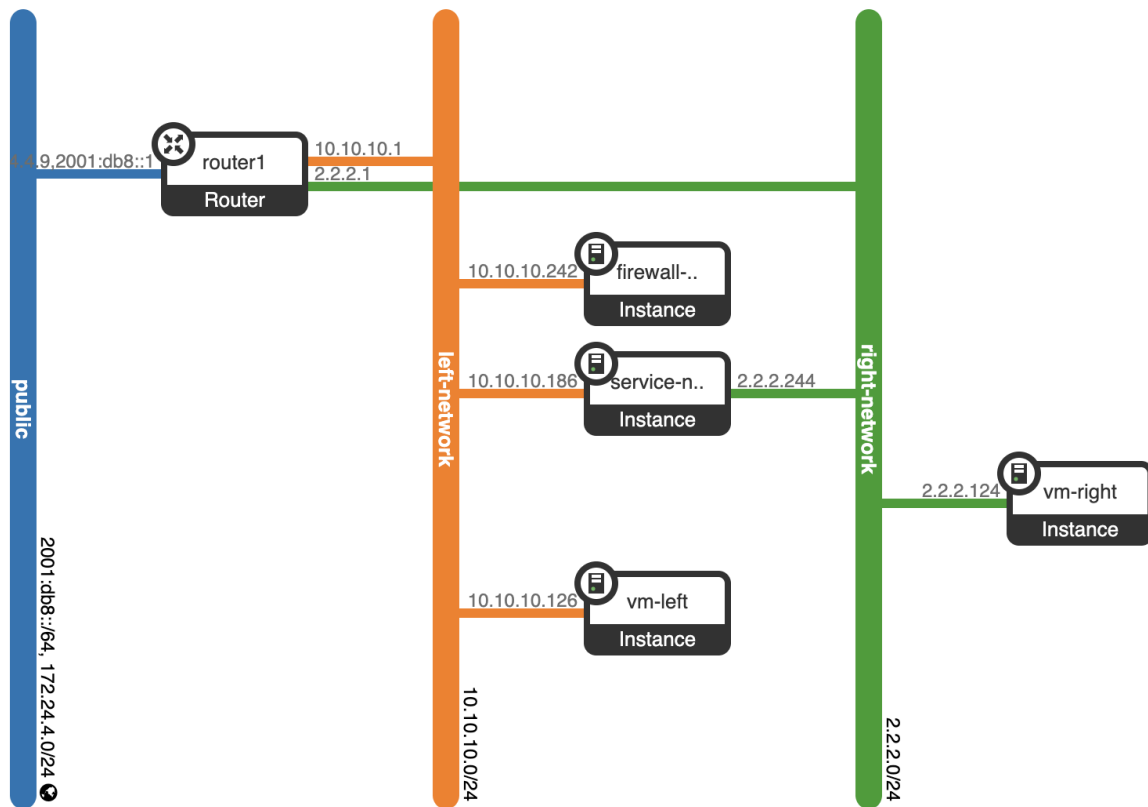 public
2001:db8::/64, 172.24.4.0/24
4.9,2001:db8::1
router1
Router
10.10.10.1
2.2.2.1
left-network
10.10.10.0/24
10.10.10.242
firewall-..
Instance
10.10.10.186
service-n..
Instance
2.2.2.244
10.10.10.126
vm-left
Instance
right-network
2.2.2.0/24
2.2.2.124
vm-right
Instance